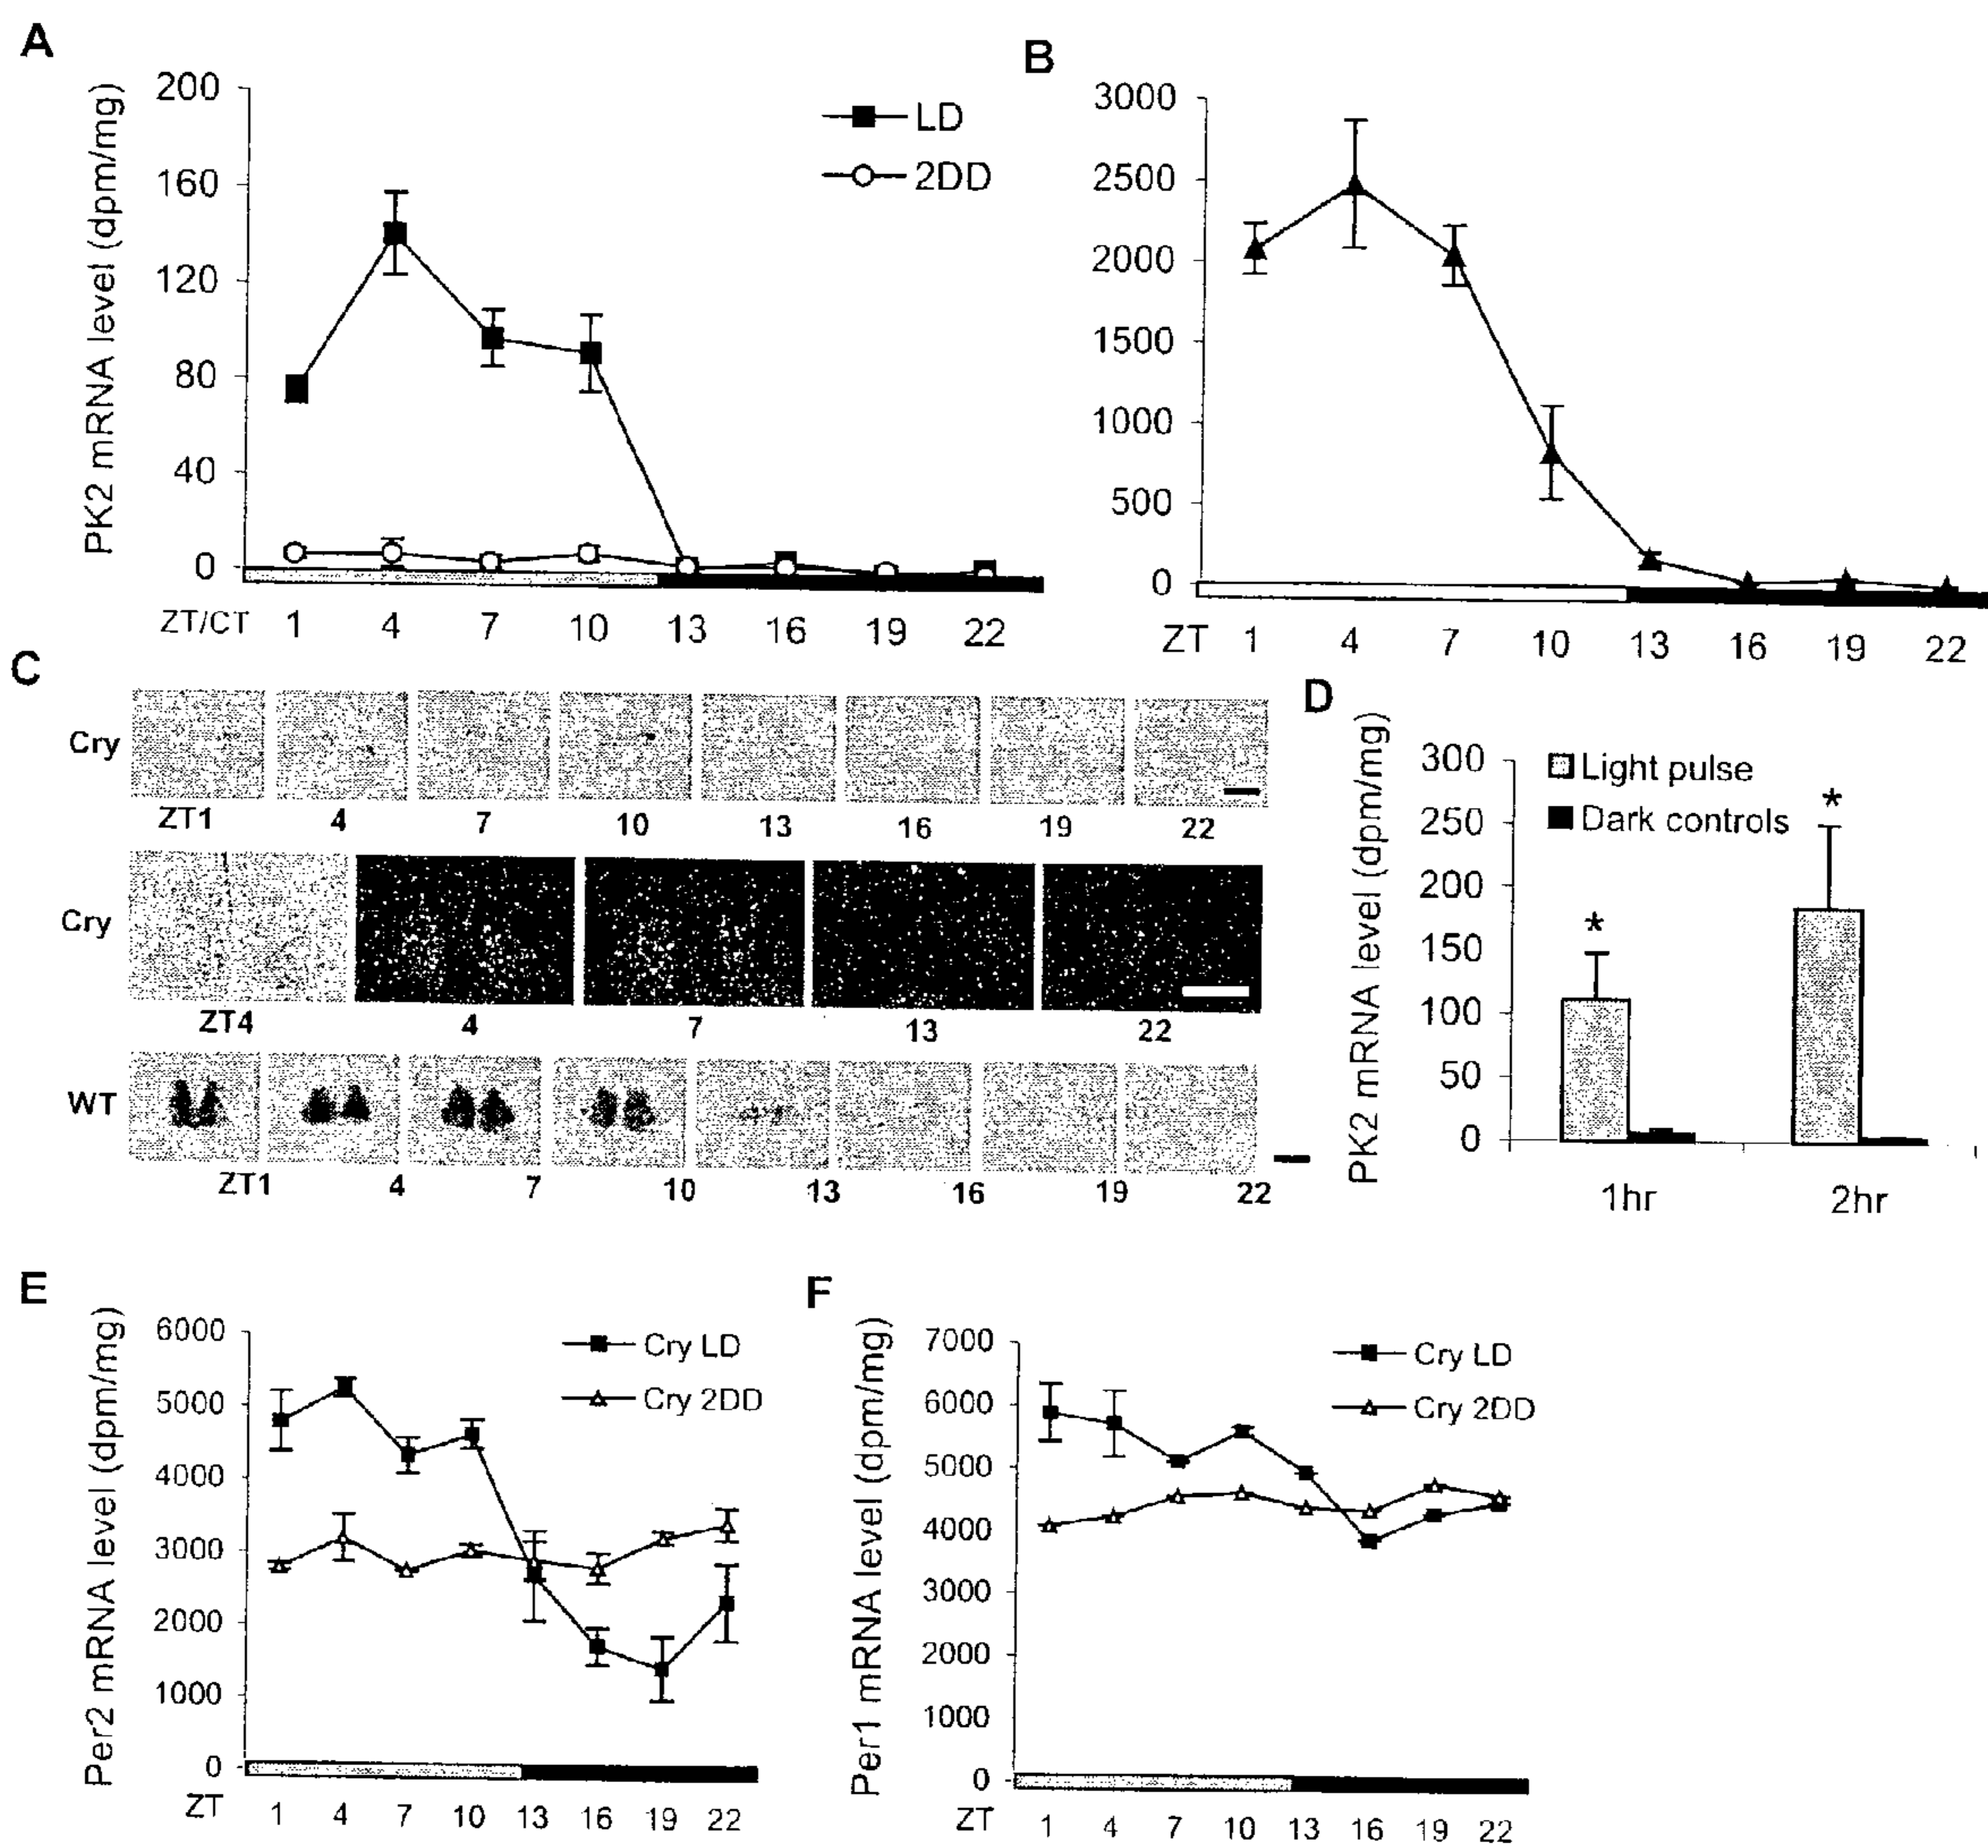 A
PK2 mRNA level (dpm/mg)
200
160
120
80
40
0
LD
2DD
ZT/CT 1 4 7 10 13 16 19 22
B
3000
2500
2000
1500
1000
500
0
ZT 1 4 7 10 13 16 19 22
C
Cry
ZT1 4 7 10 13 16 19 22
Cry
ZT4 4 7 13 22
WT
ZT1 4 7 10 13 16 19 22
D
PK2 mRNA level (dpm/mg)
300
250
200
150
100
50
0
Light pulse
Dark controls
*
*
1hr 2hr
E
Per2 mRNA level (dpm/mg)
6000
5000
4000
3000
2000
1000
0
Cry LD
Cry 2DD
ZT 1 4 7 10 13 16 19 22
F
Per1 mRNA level (dpm/mg)
7000
6000
5000
4000
3000
2000
1000
0
Cry LD
Cry 2DD
ZT 1 4 7 10 13 16 19 22